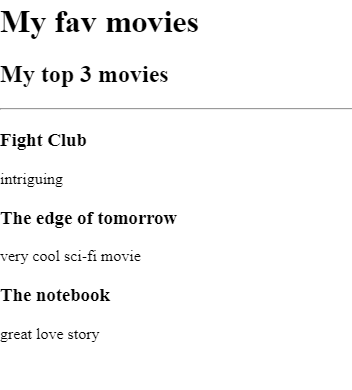 My fav movies
My top 3 movies
Fight Club
intriguing
The edge of tomorrow
very cool sci-fi movie
The notebook
great love story